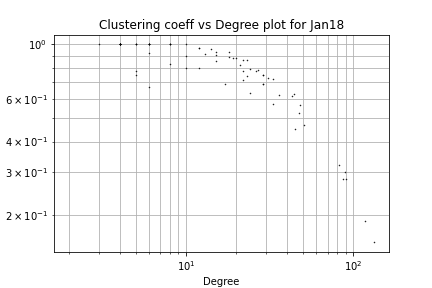 Clustering coeff vs Degree plot for Jan18
10⁰
6 × 10⁻¹
4 × 10⁻¹
3 × 10⁻¹
2 × 10⁻¹
10¹ 10²
Degree